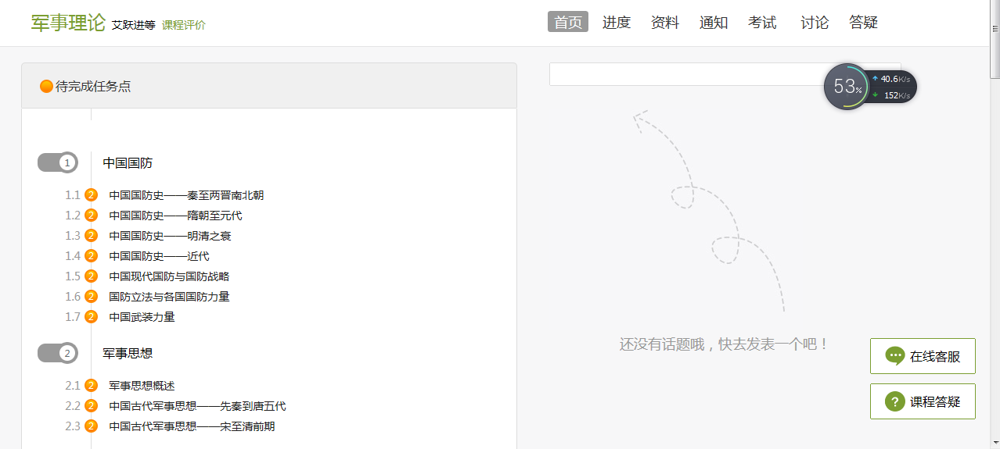 军事理论 艾跃进等 课程评价
首页 进度 资料 通知 考试 讨论 答疑
待完成任务点
53%
40.6K/s
152K/s
1 中国国防
1.1 2 中国国防史——秦至两晋南北朝
1.2 2 中国国防史——隋朝至元代
1.3 2 中国国防史——明清之衰
1.4 2 中国国防史——近代
1.5 2 中国现代国防与国防战略
1.6 2 国防立法与各国国防力量
1.7 2 中国武装力量
2 军事思想
2.1 2 军事思想概述
2.2 2 中国古代军事思想——先秦到唐五代
2.3 2 中国古代军事思想——宋至清前期
还没有话题哦，快去发表一个吧！
在线客服
? 课程答疑